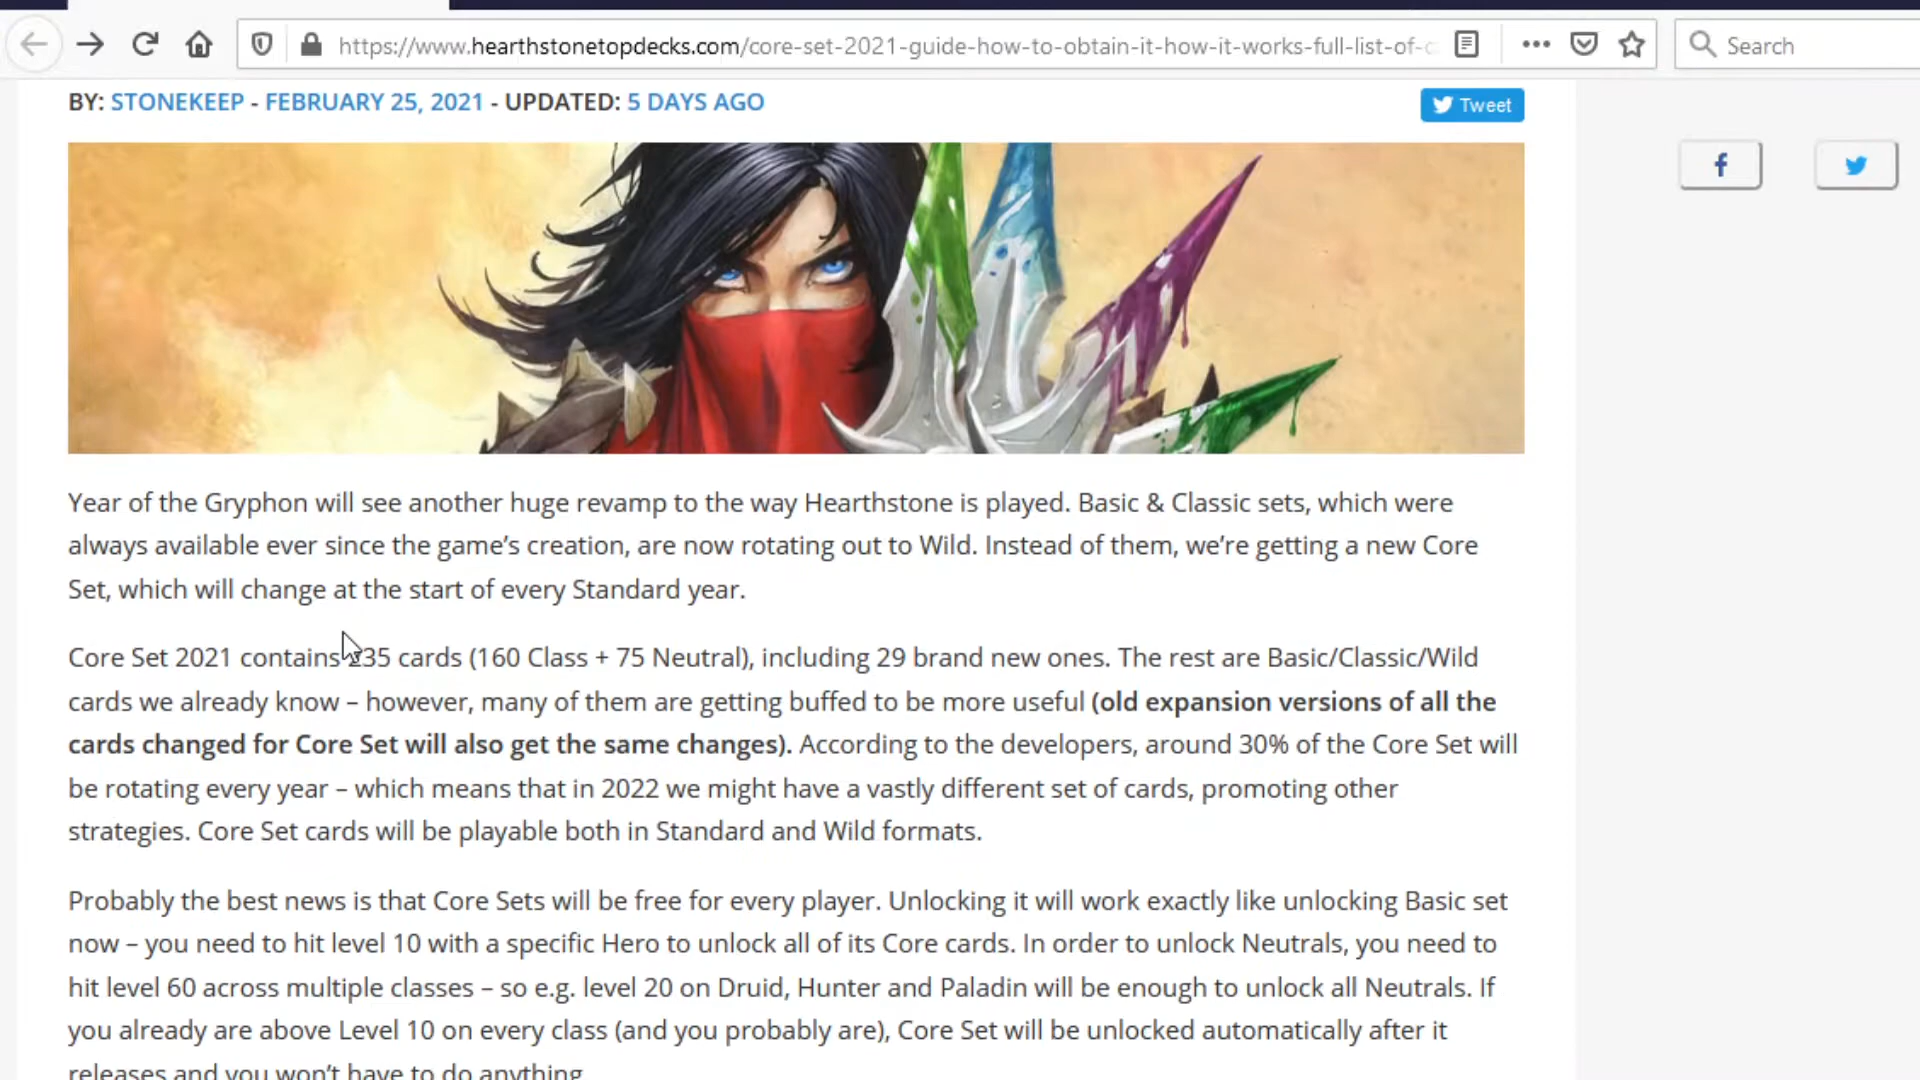 https://www.hearthstonetopdecks.com/core-set-2021-guide-how-to-obtain-it-how-it-works-full-list-of-c
Search
BY: STONEKEEP - FEBRUARY 25, 2021 - UPDATED: 5 DAYS AGO
Tweet
Year of the Gryphon will see another huge revamp to the way Hearthstone is played. Basic & Classic sets, which were
always available ever since the game’s creation, are now rotating out to Wild. Instead of them, we’re getting a new Core
Set, which will change at the start of every Standard year.
Core Set 2021 contains 235 cards (160 Class + 75 Neutral), including 29 brand new ones. The rest are Basic/Classic/Wild
cards we already know – however, many of them are getting buffed to be more useful (old expansion versions of all the
cards changed for Core Set will also get the same changes). According to the developers, around 30% of the Core Set will
be rotating every year – which means that in 2022 we might have a vastly different set of cards, promoting other
strategies. Core Set cards will be playable both in Standard and Wild formats.
Probably the best news is that Core Sets will be free for every player. Unlocking it will work exactly like unlocking Basic set
now – you need to hit level 10 with a specific Hero to unlock all of its Core cards. In order to unlock Neutrals, you need to
hit level 60 across multiple classes – so e.g. level 20 on Druid, Hunter and Paladin will be enough to unlock all Neutrals. If
you already are above Level 10 on every class (and you probably are), Core Set will be unlocked automatically after it
releases and you won’t have to do anything